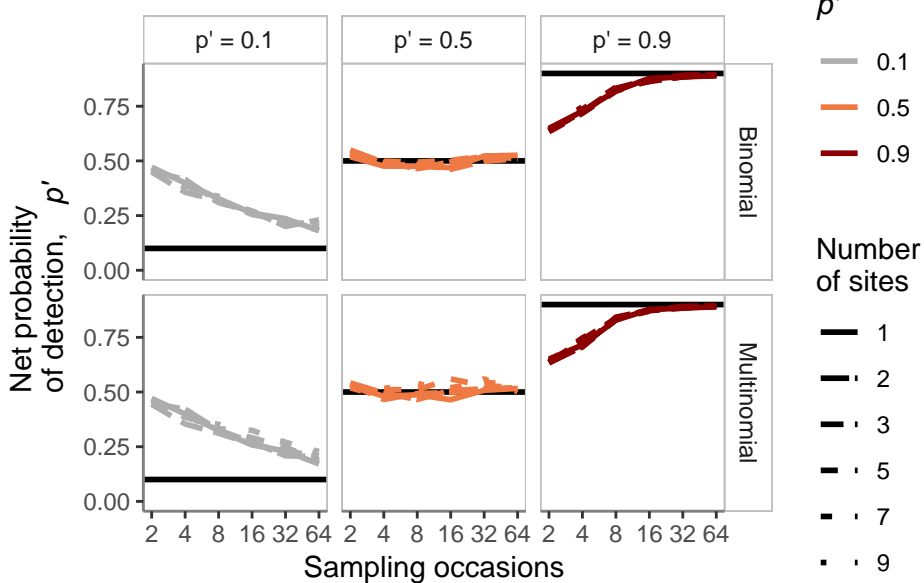 p' = 0.1
p' = 0.5
p' = 0.9
0.75
0.50
0.25
0.00
Binomial
0.75
0.50
0.25
0.00
Multinomial
Net probability
of detection, p'
2 4 8 16 32 64
2 4 8 16 32 64
2 4 8 16 32 64
Sampling occasions
p'
0.1
0.5
0.9
Number
of sites
1
2
3
5
7
9